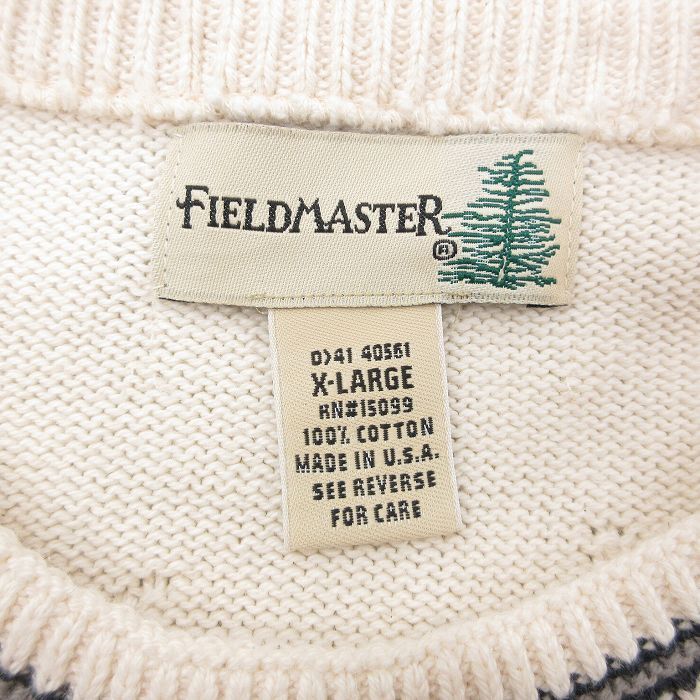 FIELDMASTER ®
D)41 40561
X-LARGE
RN#15099
100% COTTON
MADE IN U.S.A.
SEE REVERSE
FOR CARE